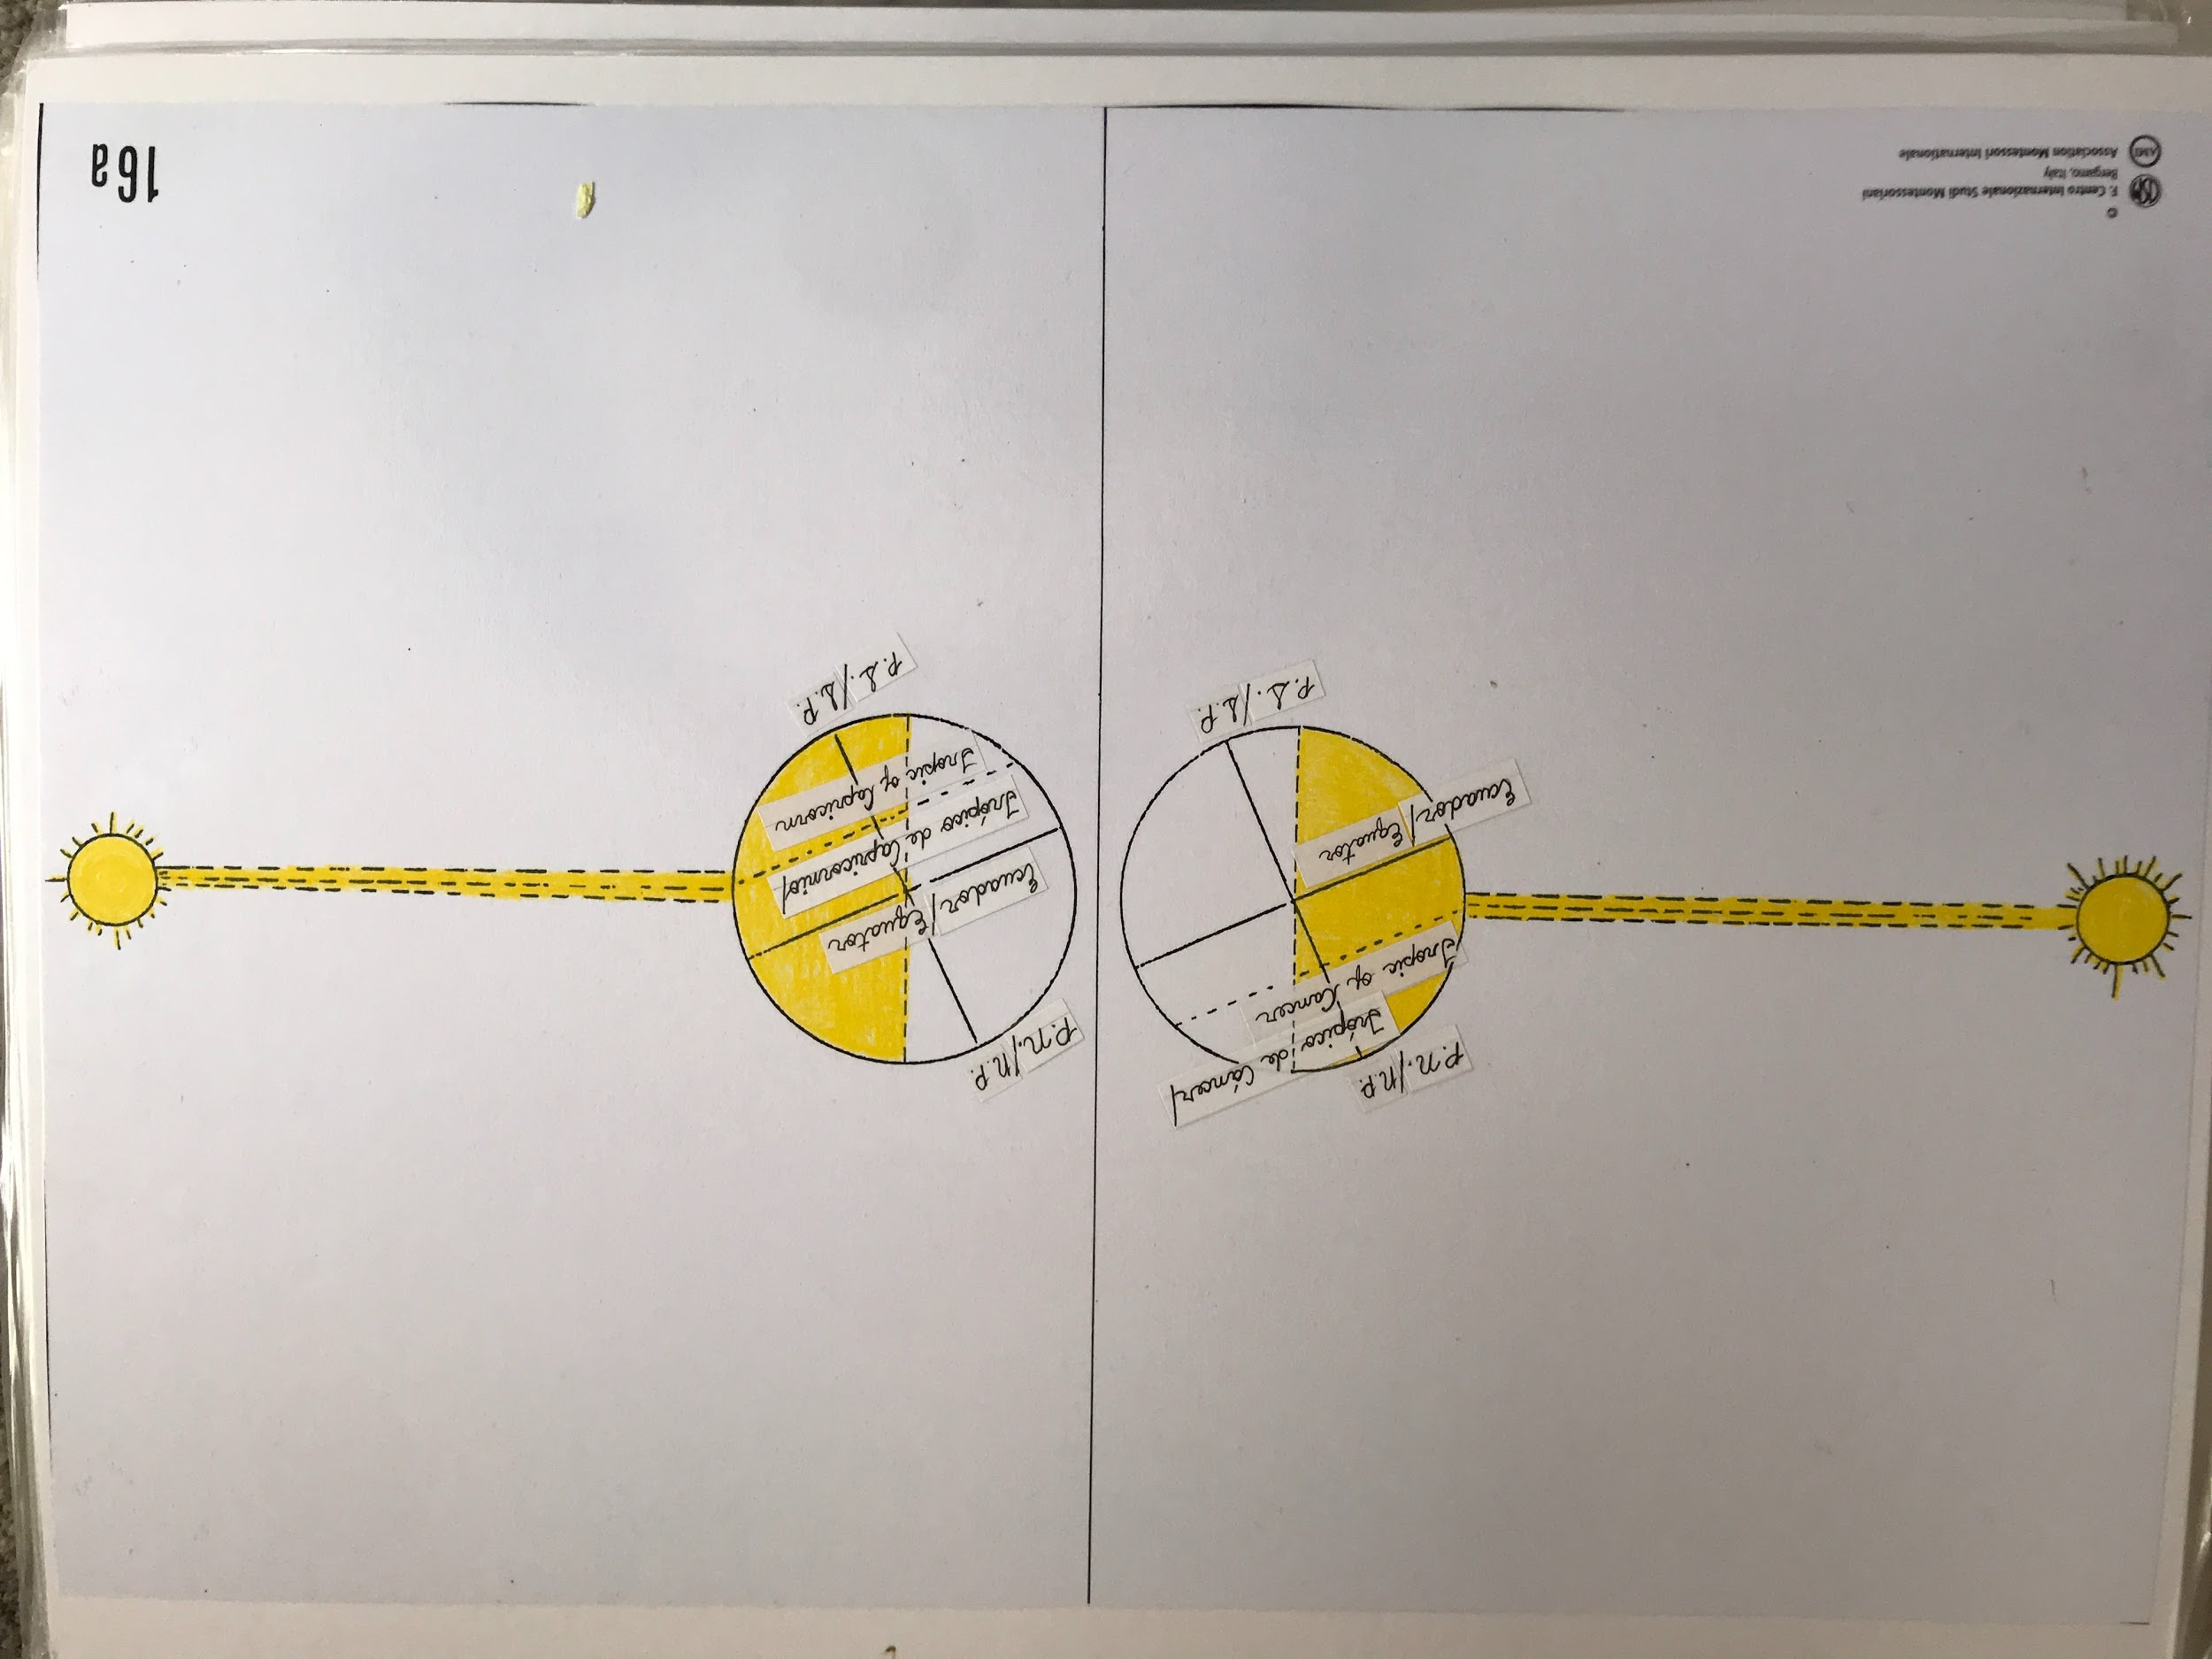 P.N./N.P.
Trópico de Cáncer/
Tropic of Cancer
Ecuador/
Equator
P.S./S.P.
P.N./N.P.
Ecuador/
Equator
Trópico de Capricornio/
Tropic of Capricorn
P.S./S.P.
©
F. Centro Internazionale Studi Montessoriani
Bergamo, Italy
AMI
Association Montessori Internationale
16a